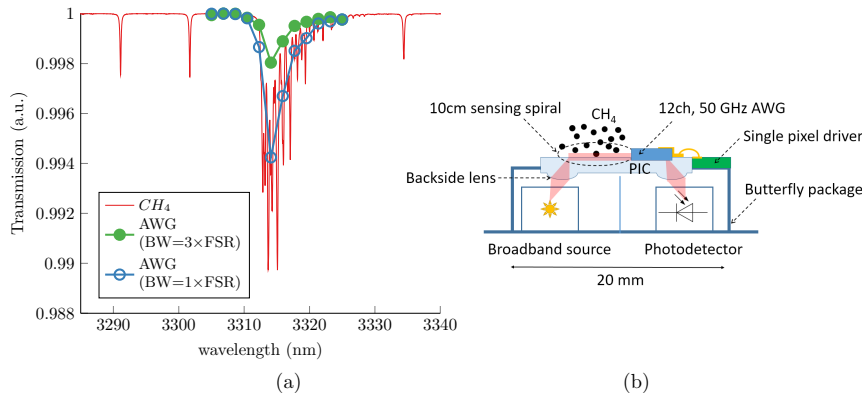 1
0.998
0.996
0.994
0.992
0.99
0.988
Transmission (a.u.)
CH4
AWG
(BW=3×FSR)
AWG
(BW=1×FSR)
3290
3300
3310
3320
3330
3340
wavelength (nm)
(a)
10cm sensing spiral
CH4
12ch, 50 GHz AWG
Single pixel driver
PIC
Backside lens
Butterfly package
Broadband source
Photodetector
20 mm
(b)